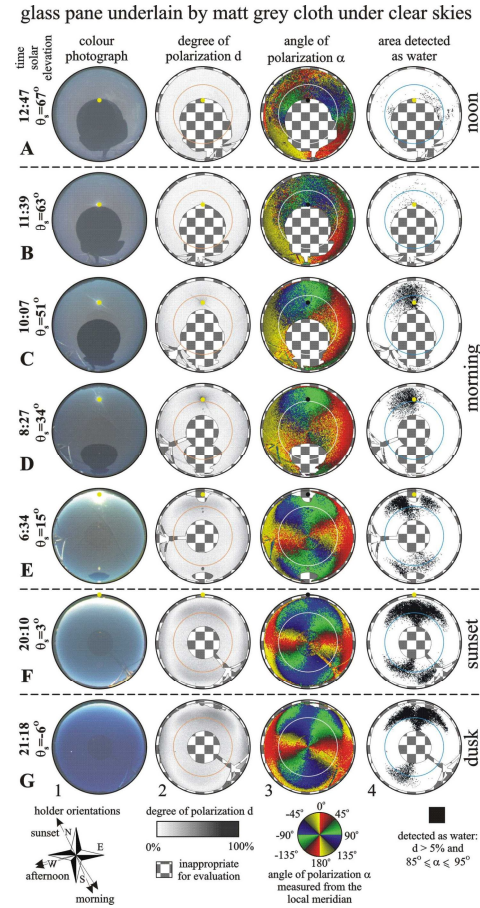 glass pane underlain by matt grey cloth under clear skies
time
solar
elevation
colour
photograph
degree of
polarization d
angle of
polarization α
area detected
as water
12:47
θs=67°
A
noon
11:39
θs=63°
B
10:07
θs=51°
C
morning
8:27
θs=34°
D
6:34
θs=15°
E
20:10
θs=3°
F
sunset
21:18
θs=-6°
G
dusk
1
2
3
4
holder orientations
sunset
N
E
W
S
afternoon
morning
degree of polarization d
0%
100%
inappropriate
for evaluation
0°
-45°
45°
-90°
90°
-135°
135°
180°
angle of polarization α
measured from the
local meridian
detected as water:
d > 5% and
85° ⩽ α ⩽ 95°